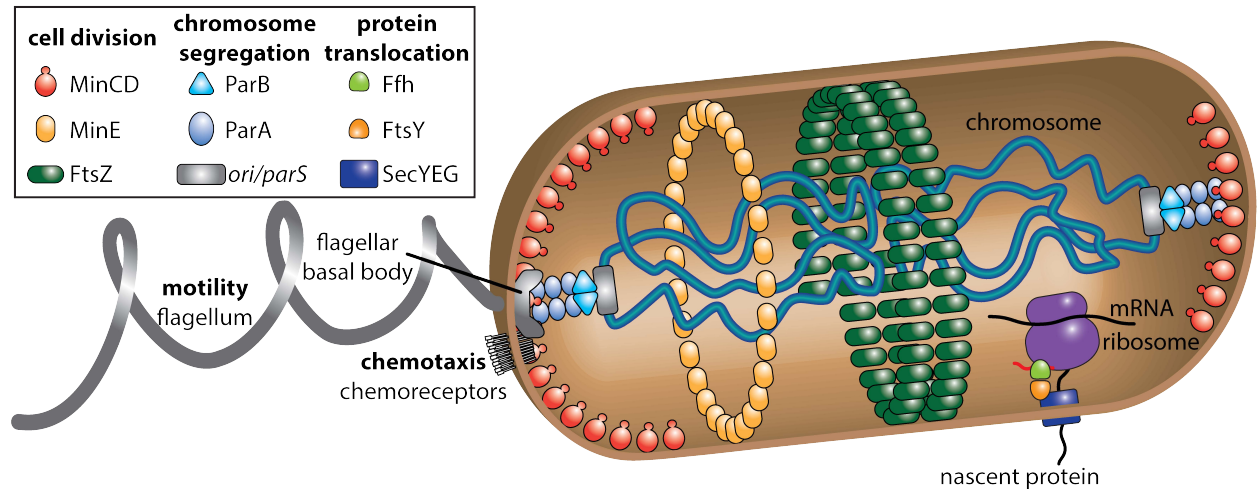 cell division
MinCD
MinE
FtsZ
chromosome
segregation
ParB
ParA
ori/parS
protein
translocation
Ffh
FtsY
SecYEG
chromosome
flagellar
basal body
motility
flagellum
chemotaxis
chemoreceptors
mRNA
ribosome
nascent protein